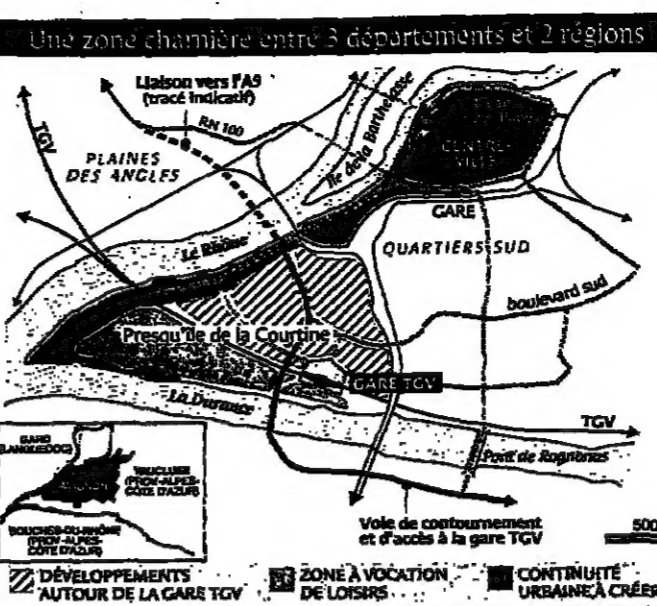 Une zone charnière entre 3 départements et 2 régions
Liaison vers l'A9
(tracé indicatif)
RN 100
TGV
PLAINES
DES ANGLES
Ile de la Barthelasse
CENTRE-
VILLE
GARE
QUARTIERS SUD
Le Rhône
boulevard sud
Presqu'île de la Courtine
GARE TGV
La Durance
TGV
Pont de Rognonas
GARD
(LANGUEDOC)
VAUCLUSE
(PROV-ALPES-
CÔTE D'AZUR)
BOUCHES-DU-RHÔNE
(PROV-ALPES-
CÔTE D'AZUR)
Voie de contournement
et d'accès à la gare TGV
500
DÉVELOPPEMENTS
AUTOUR DE LA GARE TGV
ZONE À VOCATION
DE LOISIRS
CONTINUITÉ
URBAINE À CRÉER